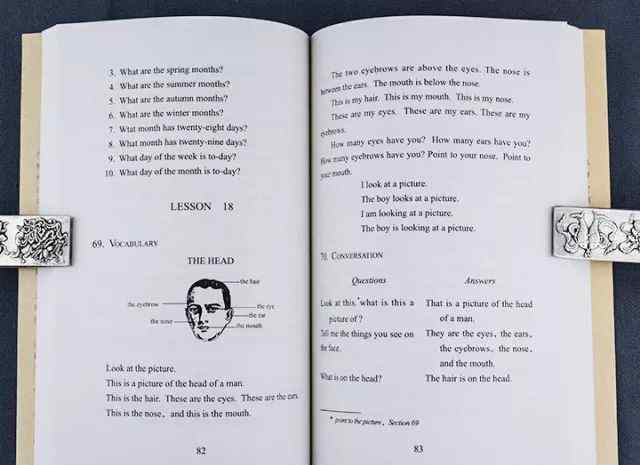 3. What are the spring months?
4. What are the summer months?
5. What are the autumn months?
6. What are the winter months?
7. Wtat month has twenty-eight days?
8. What month has twenty-nine days?
9. What day of the week is to-day?
10. What day of the month is to-day?
LESSON 18
69. VOCABULARY
THE HEAD
the hair
the eyebrow
the eye
the ear
the nose
the mouth
Look at the picture.
This is a picture of the head of a man.
This is the hair. These are the eyes. These are the ears.
This is the nose, and this is the mouth.
82
The two eyebrows are above the eyes. The nose is
between the ears. The mouth is below the nose.
This is my hair. This is my mouth. This is my nose.
These are my eyes. These are my ears. These are my
eyebrows.
How many eyes have you? How many ears have you?
How many eyebrows have you? Point to your nose. Point to
your mouth.
I look at a picture.
The boy looks at a picture.
I am looking at a picture.
The boy is looking at a picture.
70. CONVERSATION
Questions Answers
Look at this.* what is this a
picture of?
That is a picture of the head
of a man.
Tell me the things you see on
the face.
They are the eyes, the ears,
the eyebrows, the nose,
and the mouth.
What is on the head?
The hair is on the head.
* point to the picture, Section 69
83